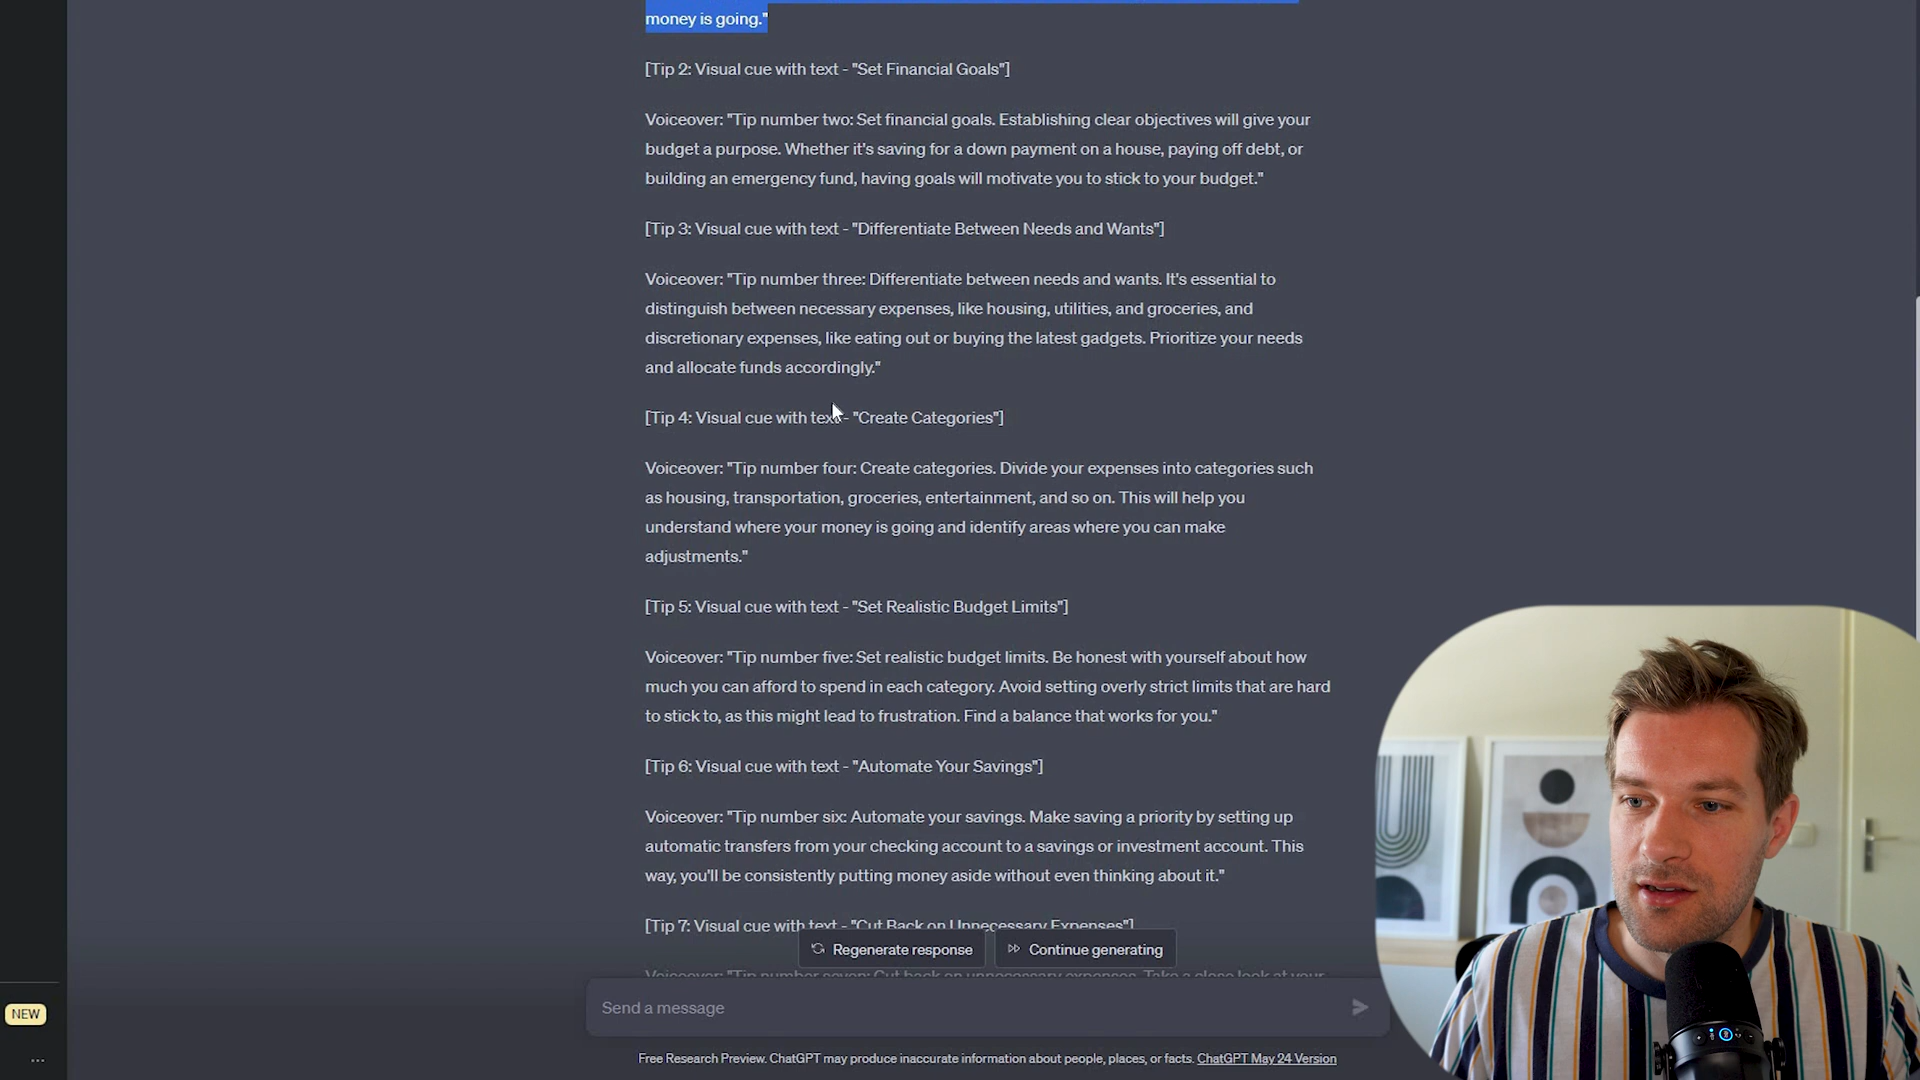 money is going."
[Tip 2: Visual cue with text - "Set Financial Goals"]
Voiceover: "Tip number two: Set financial goals. Establishing clear objectives will give your
budget a purpose. Whether it's saving for a down payment on a house, paying off debt, or
building an emergency fund, having goals will motivate you to stick to your budget."
[Tip 3: Visual cue with text - "Differentiate Between Needs and Wants"]
Voiceover: "Tip number three: Differentiate between needs and wants. It's essential to
distinguish between necessary expenses, like housing, utilities, and groceries, and
discretionary expenses, like eating out or buying the latest gadgets. Prioritize your needs
and allocate funds accordingly."
[Tip 4: Visual cue with text - "Create Categories"]
Voiceover: "Tip number four: Create categories. Divide your expenses into categories such
as housing, transportation, groceries, entertainment, and so on. This will help you
understand where your money is going and identify areas where you can make
adjustments."
[Tip 5: Visual cue with text - "Set Realistic Budget Limits"]
Voiceover: "Tip number five: Set realistic budget limits. Be honest with yourself about how
much you can afford to spend in each category. Avoid setting overly strict limits that are hard
to stick to, as this might lead to frustration. Find a balance that works for you."
[Tip 6: Visual cue with text - "Automate Your Savings"]
Voiceover: "Tip number six: Automate your savings. Make saving a priority by setting up
automatic transfers from your checking account to a savings or investment account. This
way, you'll be consistently putting money aside without even thinking about it."
[Tip 7: Visual cue with text - "Cut Back on Unnecessary Expenses"]
Regenerate response
Continue generating
Voiceover: "Tip number seven: Cut back on unnecessary expenses. Take a close look at your
Send a message
NEW
Free Research Preview. ChatGPT may produce inaccurate information about people, places, or facts. ChatGPT May 24 Version